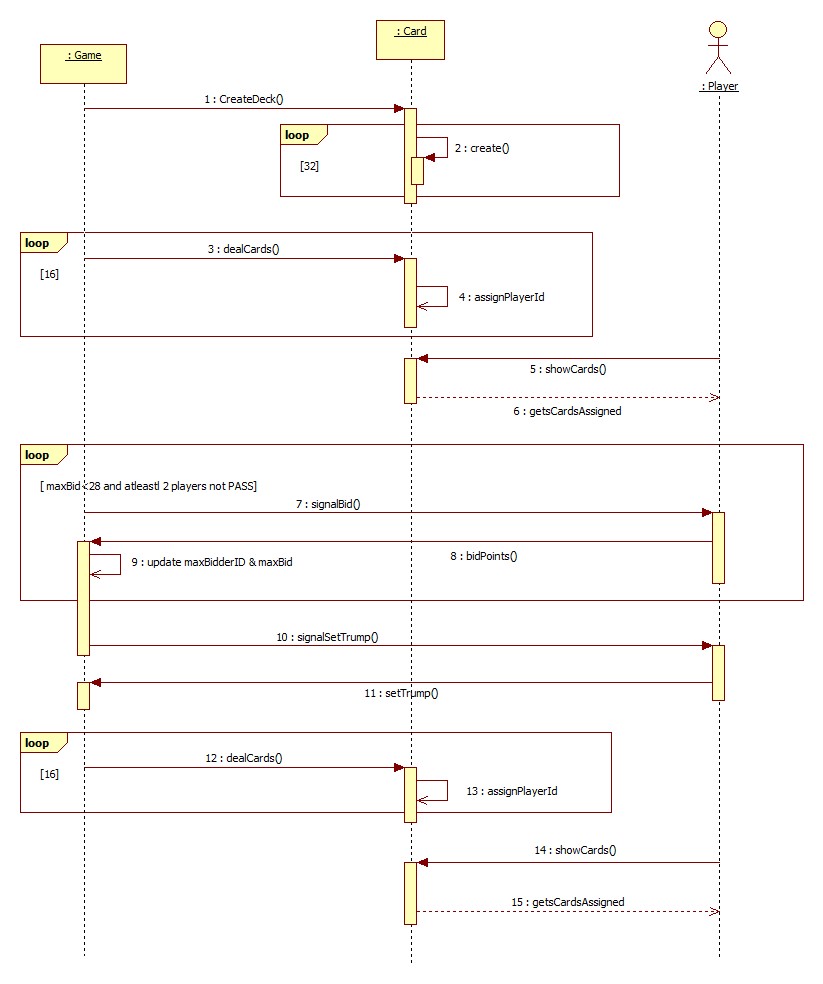 : Card
: Game
: Player
1 : CreateDeck()
loop
2 : create()
[32]
loop
3 : dealCards()
[16]
4 : assignPlayerId
5 : showCards()
6 : getsCardsAssigned
loop
[ maxBid<28 and atleastl 2 players not PASS]
7 : signalBid()
8 : bidPoints()
9 : update maxBidderID & maxBid
10 : signalSetTrump()
11 : setTrump()
loop
12 : dealCards()
[16]
13 : assignPlayerId
14 : showCards()
15 : getsCardsAssigned